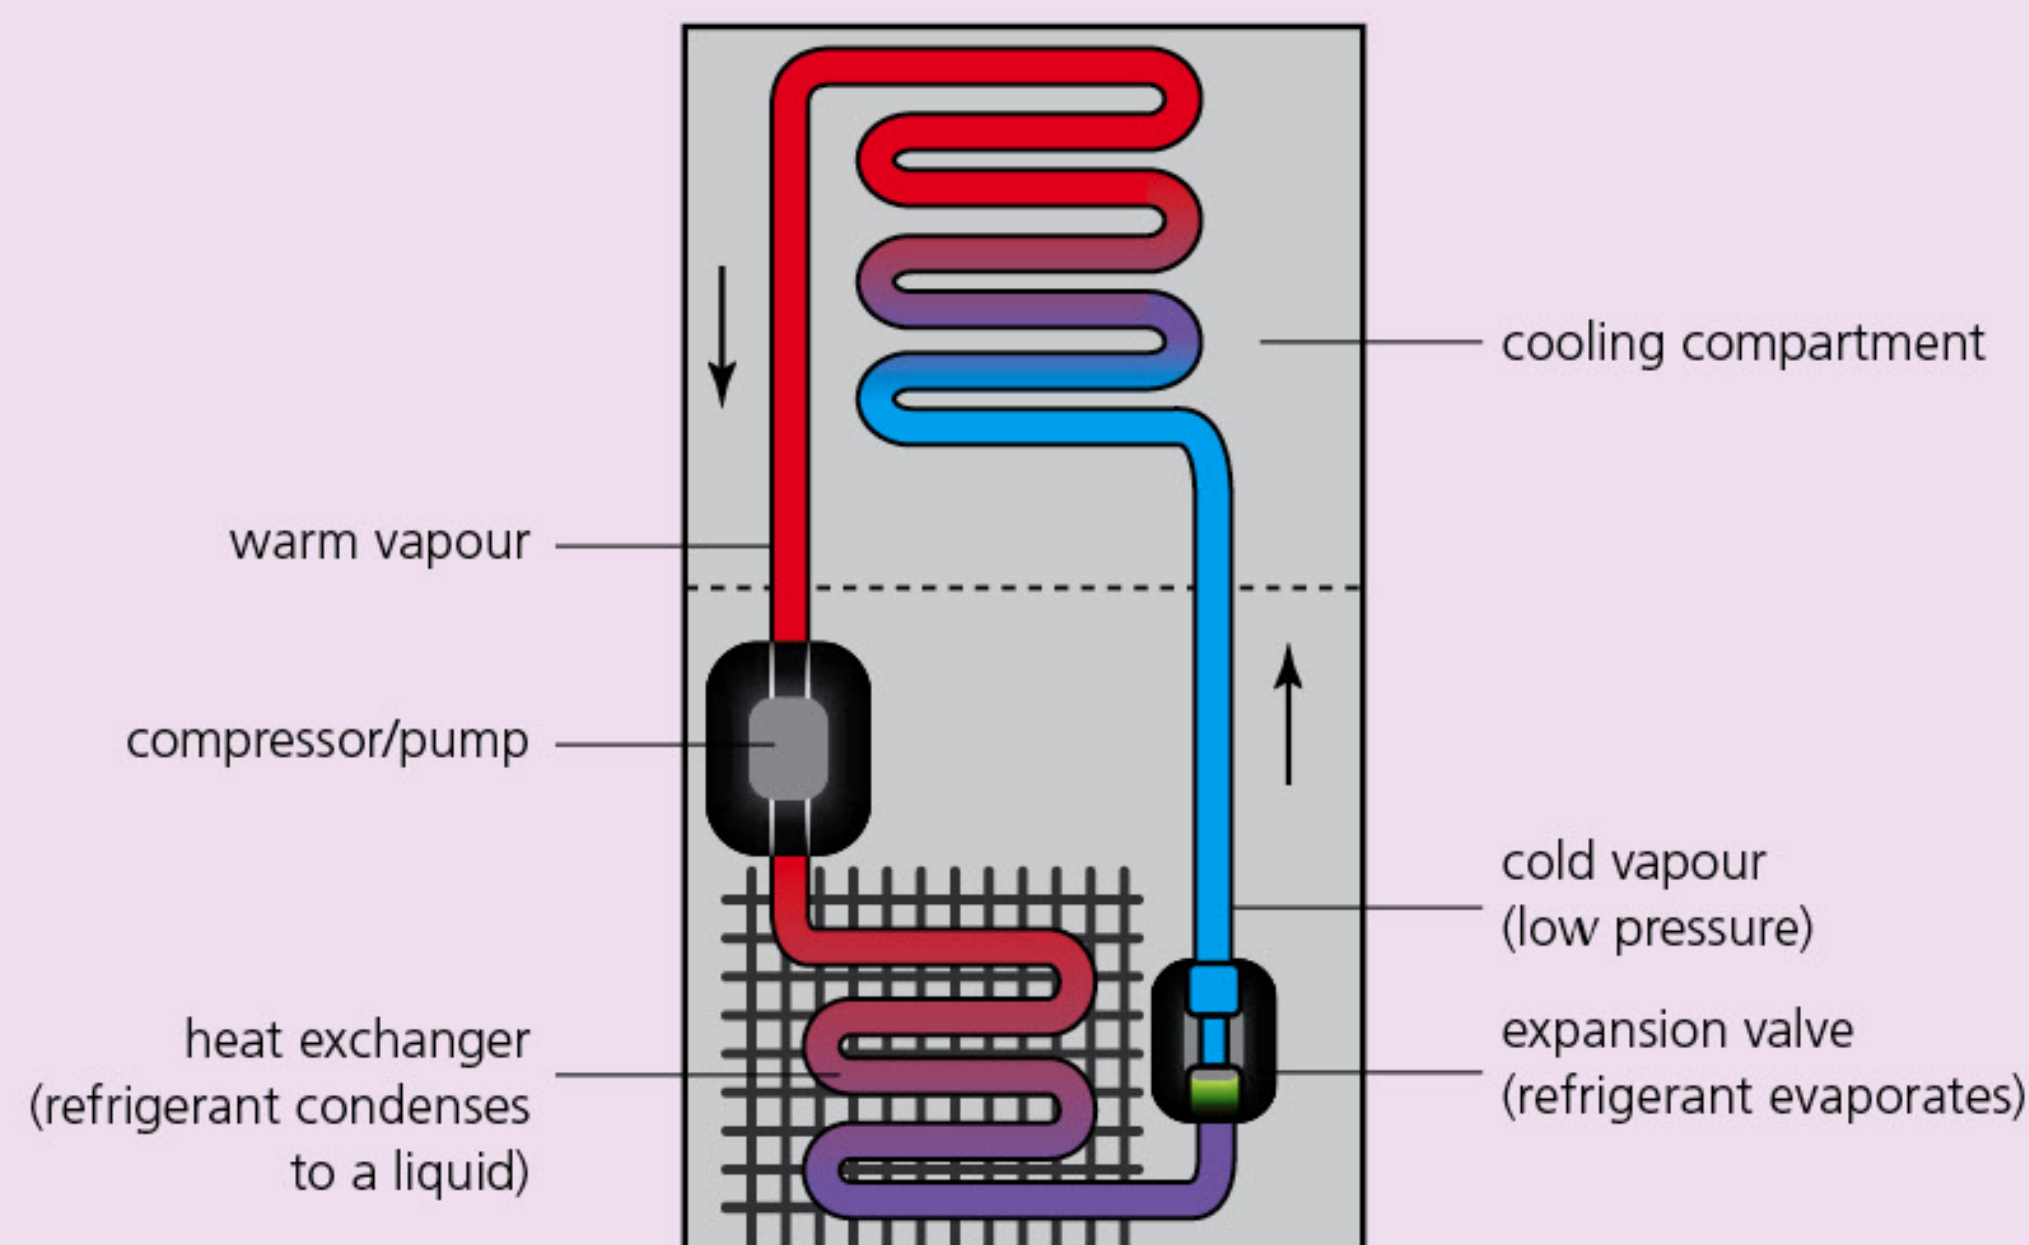 cooling compartment
warm vapour
compressor/pump
cold vapour
(low pressure)
heat exchanger
(refrigerant condenses
to a liquid)
expansion valve
(refrigerant evaporates)